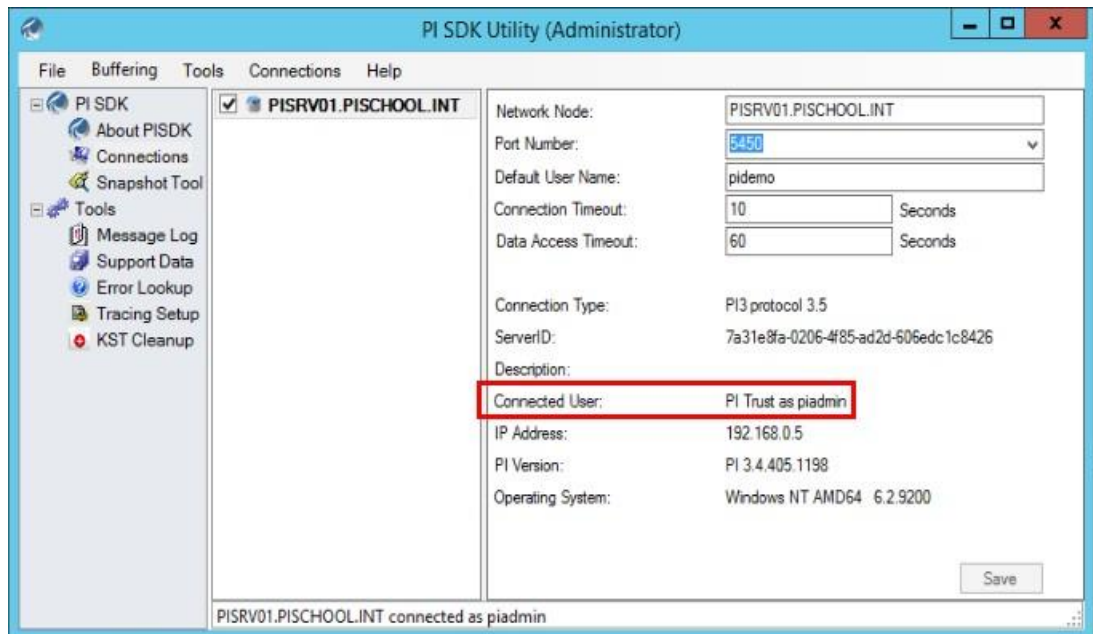 PI SDK Utility (Administrator)
File Buffering Tools Connections Help
PI SDK
About PISDK
Connections
Snapshot Tool
Tools
Message Log
Support Data
Error Lookup
Tracing Setup
KST Cleanup
PISRV01.PISCHOOL.INT
Network Node: PISRV01.PISCHOOL.INT
Port Number: 5450
Default User Name: pidemo
Connection Timeout: 10 Seconds
Data Access Timeout: 60 Seconds
Connection Type: PI3 protocol 3.5
ServerID: 7a31e8fa-0206-4f85-ad2d-606edc1c8426
Description:
Connected User: PI Trust as piadmin
IP Address: 192.168.0.5
PI Version: PI 3.4.405.1198
Operating System: Windows NT AMD64 6.2.9200
Save
PISRV01.PISCHOOL.INT connected as piadmin